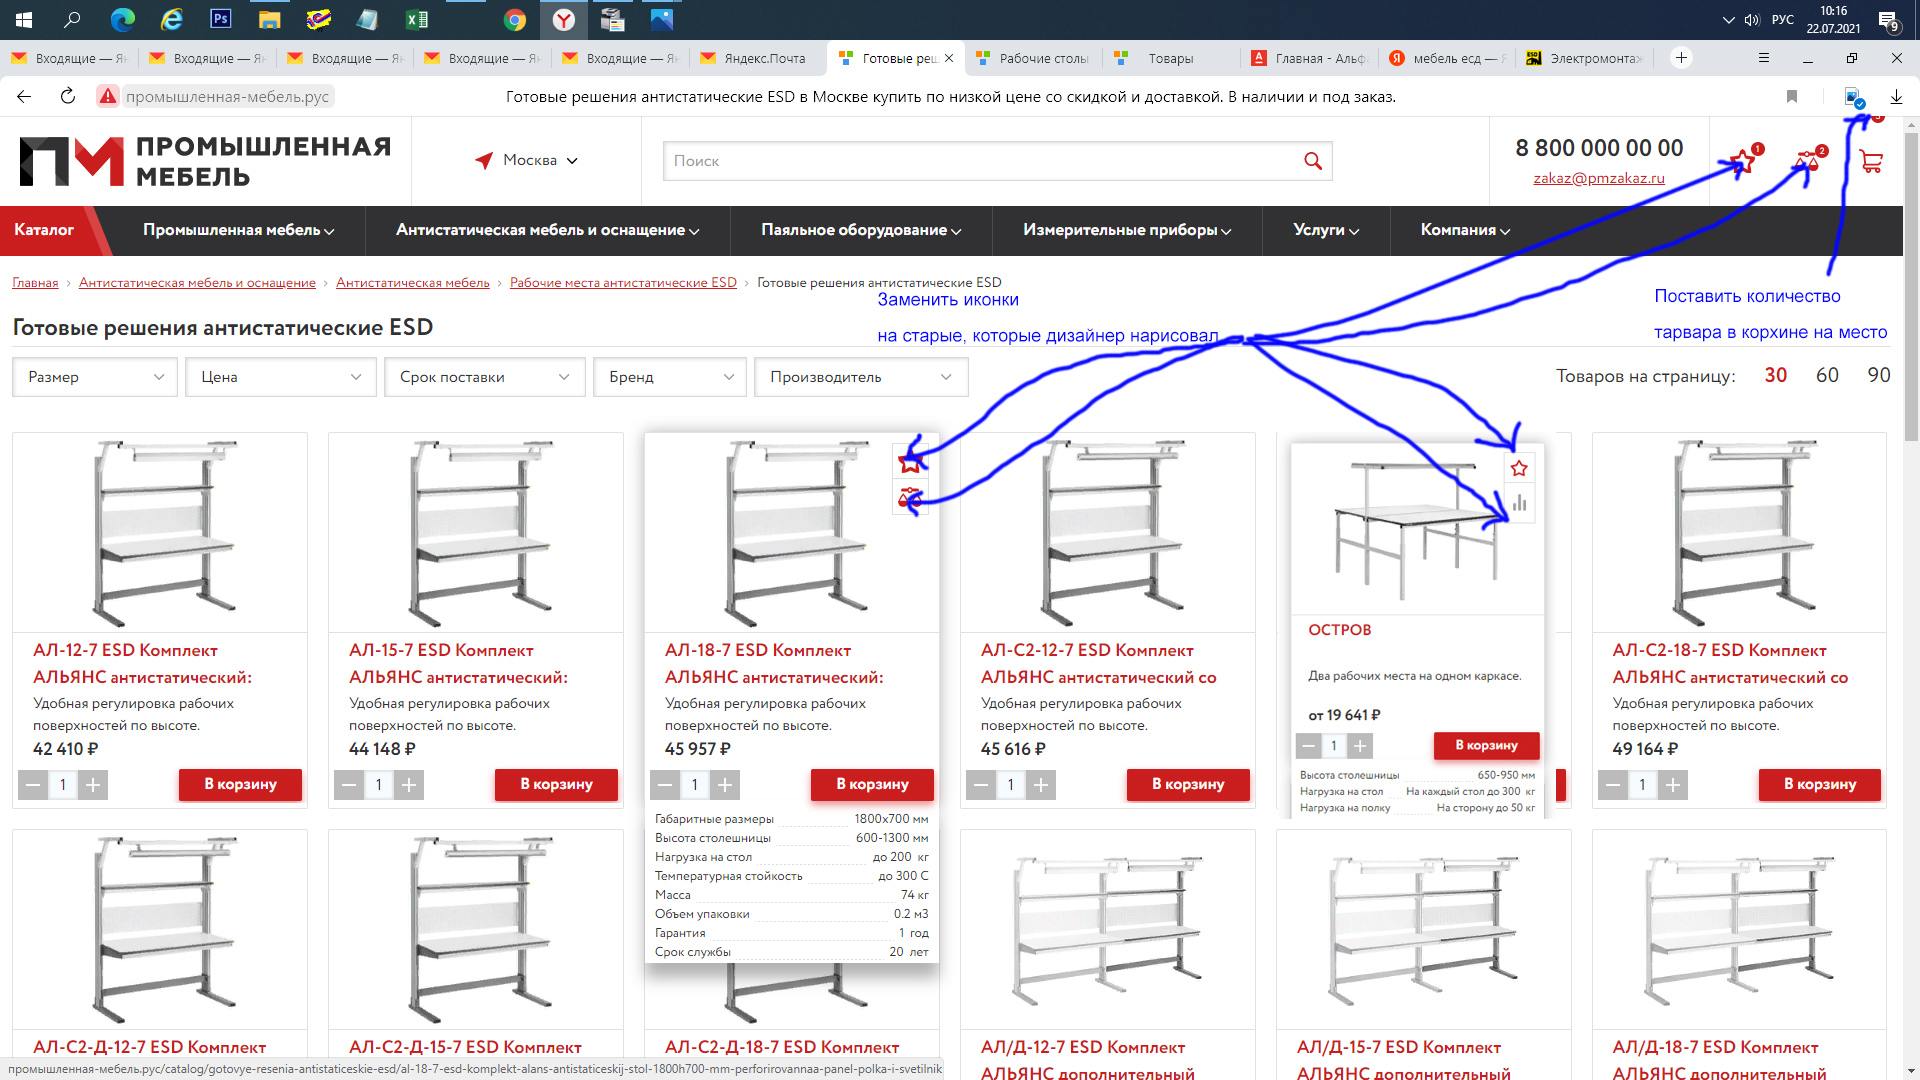 Ps
РУС
10:16
22.07.2021
9
Входящие — Ян
Входящие — Ян
Входящие — Ян
Входящие — Ян
Входящие — Ян
Яндекс.Почта
Готовые реш
Рабочие столы
Товары
Главная - Альфа
мебель есд — Я
Электромонтаж
промышленная-мебель.рус
Готовые решения антистатические ESD в Москве купить по низкой цене со скидкой и доставкой. В наличии и под заказ.
ПМ ПРОМЫШЛЕННАЯ
МЕБЕЛЬ
Москва
Поиск
8 800 000 00 00
zakaz@pmzakaz.ru
1
2
Каталог
Промышленная мебель
Антистатическая мебель и оснащение
Паяльное оборудование
Измерительные приборы
Услуги
Компания
Главная › Антистатическая мебель и оснащение › Антистатическая мебель › Рабочие места антистатические ESD › Готовые решения антистатические ESD
Заменить иконки
на старые, которые дизайнер нарисовал
Поставить количество
тарвара в корхине на место
Готовые решения антистатические ESD
Размер
Цена
Срок поставки
Бренд
Производитель
Товаров на страницу: 30 60 90
АЛ-12-7 ESD Комплект
АЛЬЯНС антистатический:
Удобная регулировка рабочих
поверхностей по высоте.
42 410 ₽
1
В корзину
АЛ-15-7 ESD Комплект
АЛЬЯНС антистатический:
Удобная регулировка рабочих
поверхностей по высоте.
44 148 ₽
1
В корзину
АЛ-18-7 ESD Комплект
АЛЬЯНС антистатический:
Удобная регулировка рабочих
поверхностей по высоте.
45 957 ₽
1
В корзину
Габаритные размеры 1800х700 мм
Высота столешницы 600-1300 мм
Нагрузка на стол до 200 кг
Температурная стойкость до 300 С
Масса 74 кг
Объем упаковки 0.2 м3
Гарантия 1 год
Срок службы 20 лет
АЛ-С2-12-7 ESD Комплект
АЛЬЯНС антистатический со
Удобная регулировка рабочих
поверхностей по высоте.
45 616 ₽
1
В корзину
ОСТРОВ
Два рабочих места на одном каркасе.
от 19 641 ₽
1
В корзину
Высота столешницы 650-950 мм
Нагрузка на стол На каждый стол до 300 кг
Нагрузка на полку На сторону до 50 кг
АЛ-С2-18-7 ESD Комплект
АЛЬЯНС антистатический со
Удобная регулировка рабочих
поверхностей по высоте.
49 164 ₽
1
В корзину
АЛ-С2-Д-12-7 ESD Комплект
АЛ-С2-Д-15-7 ESD Комплект
АЛ-С2-Д-18-7 ESD Комплект
АЛ/Д-12-7 ESD Комплект
АЛЬЯНС дополнительный
АЛ/Д-15-7 ESD Комплект
АЛЬЯНС дополнительный
АЛ/Д-18-7 ESD Комплект
АЛЬЯНС дополнительный
промышленная-мебель.рус/catalog/gotovye-resenia-antistaticeskie-esd/al-18-7-esd-komplekt-alans-antistaticeskij-stol-1800h700-mm-perforirovannaa-panel-polka-i-svetilnik